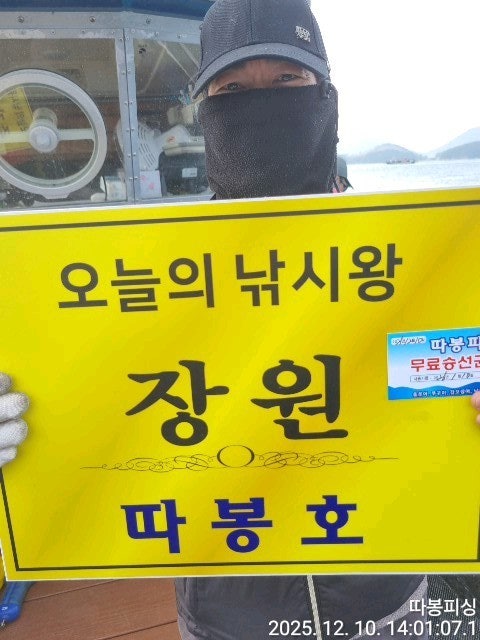 오늘의 낚시왕
장원
따봉호
따봉피
무료승선권
따봉피싱
2025. 12. 10. 14:01:07.1